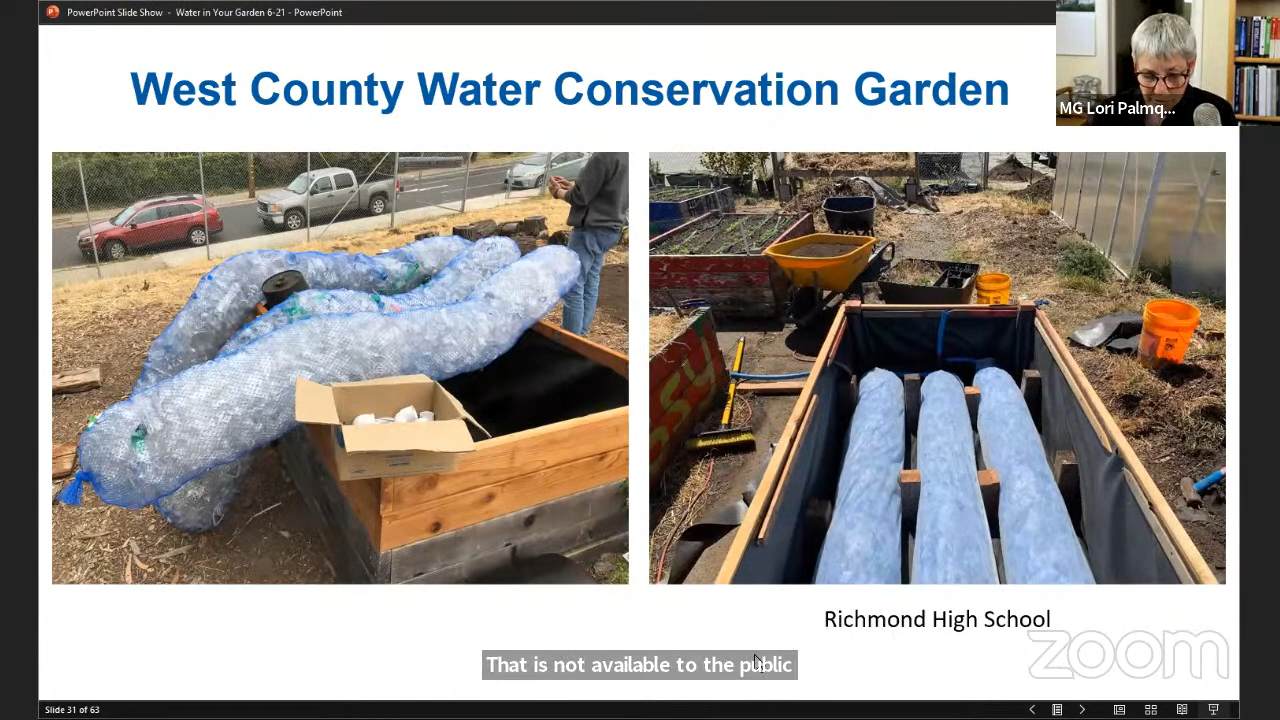 PowerPoint Slide Show - Water in Your Garden 6-21 - PowerPoint
West County Water Conservation Garden
MG Lori Palmq...
Richmond High School
zoom
That is not available to the public
Slide 31 of 63